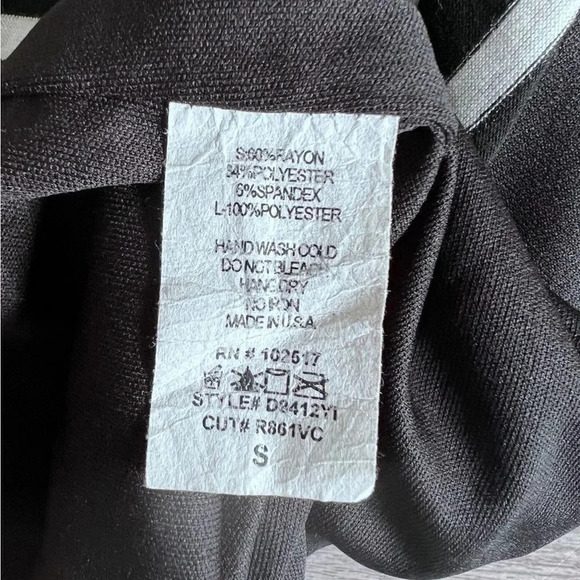 S:60%RAYON
34%POLYESTER
6%SPANDEX
L-100%POLYESTER
HAND WASH COLD
DO NOT BLEACH
HANG DRY
NO IRON
MADE IN U.S.A
RN # 102517
STYLE# D9412YI
CUT# R861VC
S